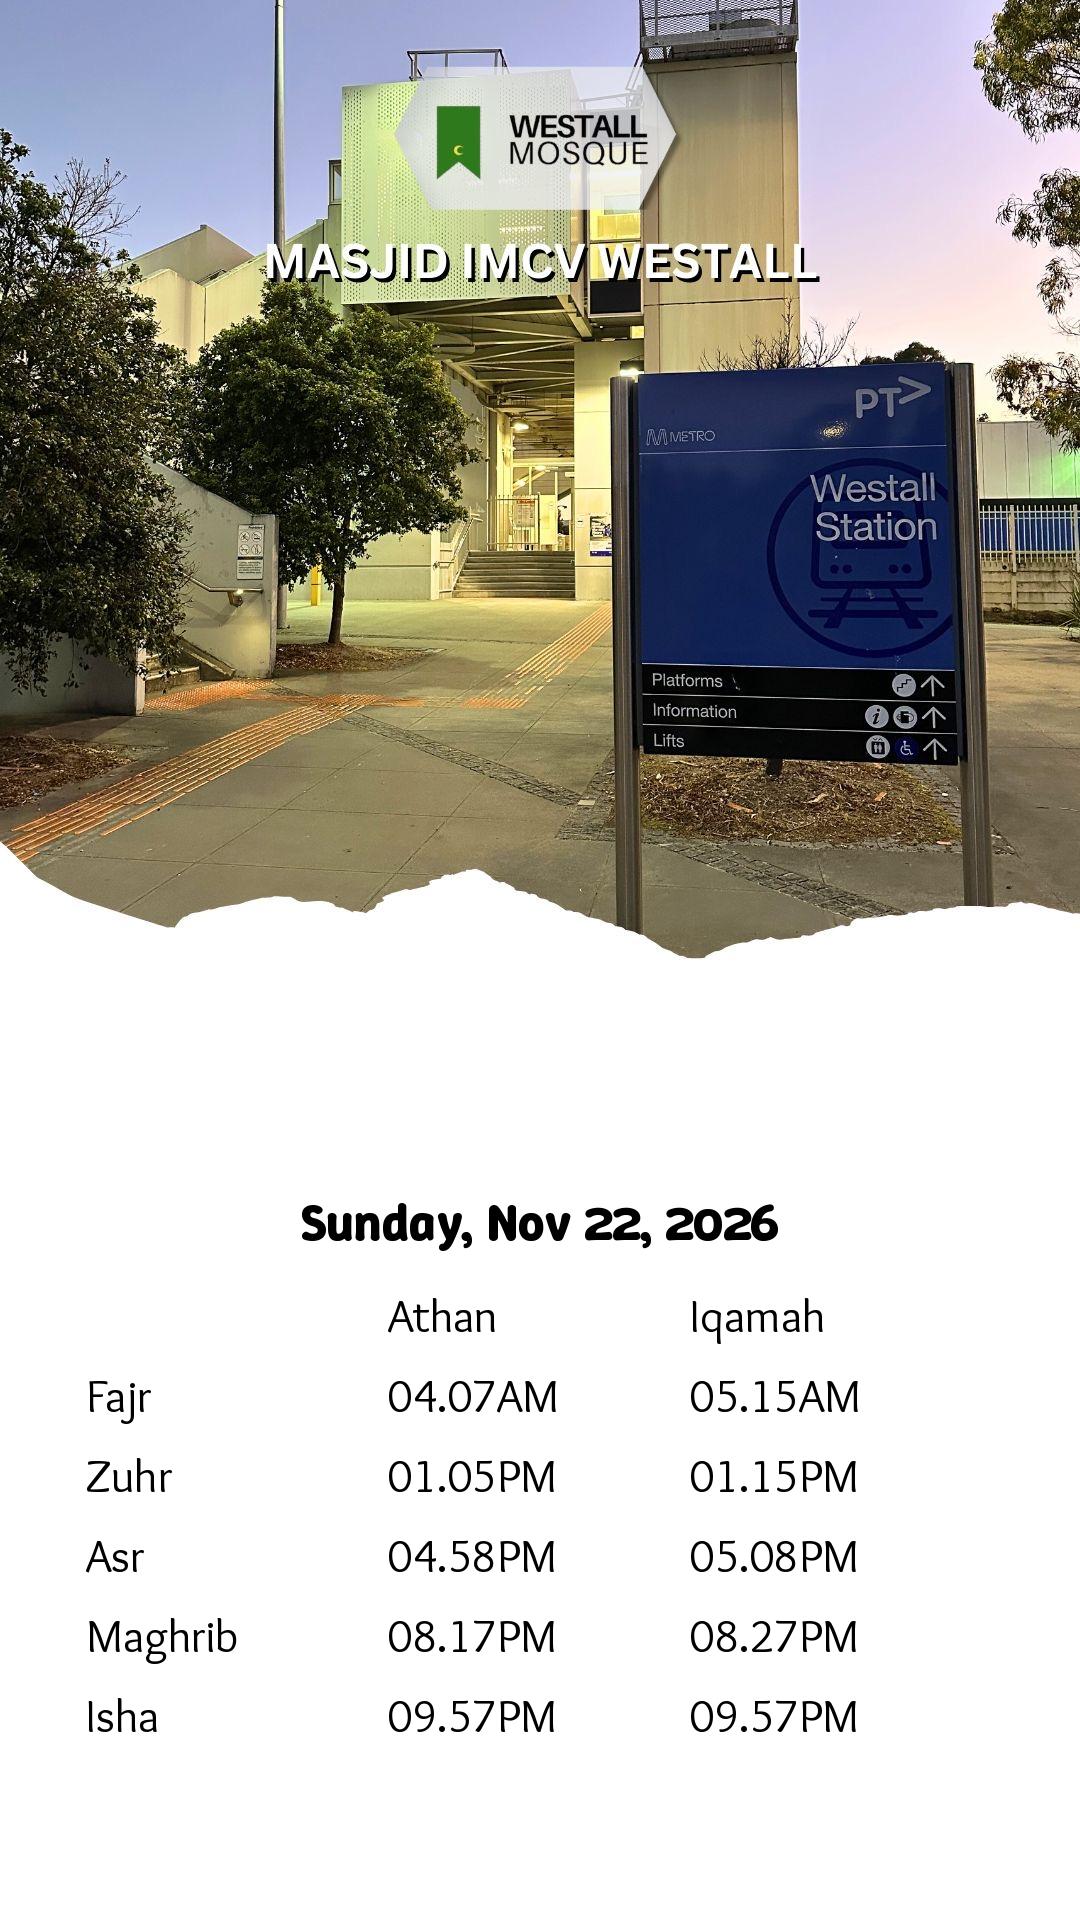 WESTALL
MOSQUE
MASJID IMCV WESTALL
PT>
METRO
Westall
Station
Platforms
Information
Lifts
Sunday, Nov 22, 2026
Athan Iqamah
Fajr 04.07AM 05.15AM
Zuhr 01.05PM 01.15PM
Asr 04.58PM 05.08PM
Maghrib 08.17PM 08.27PM
Isha 09.57PM 09.57PM